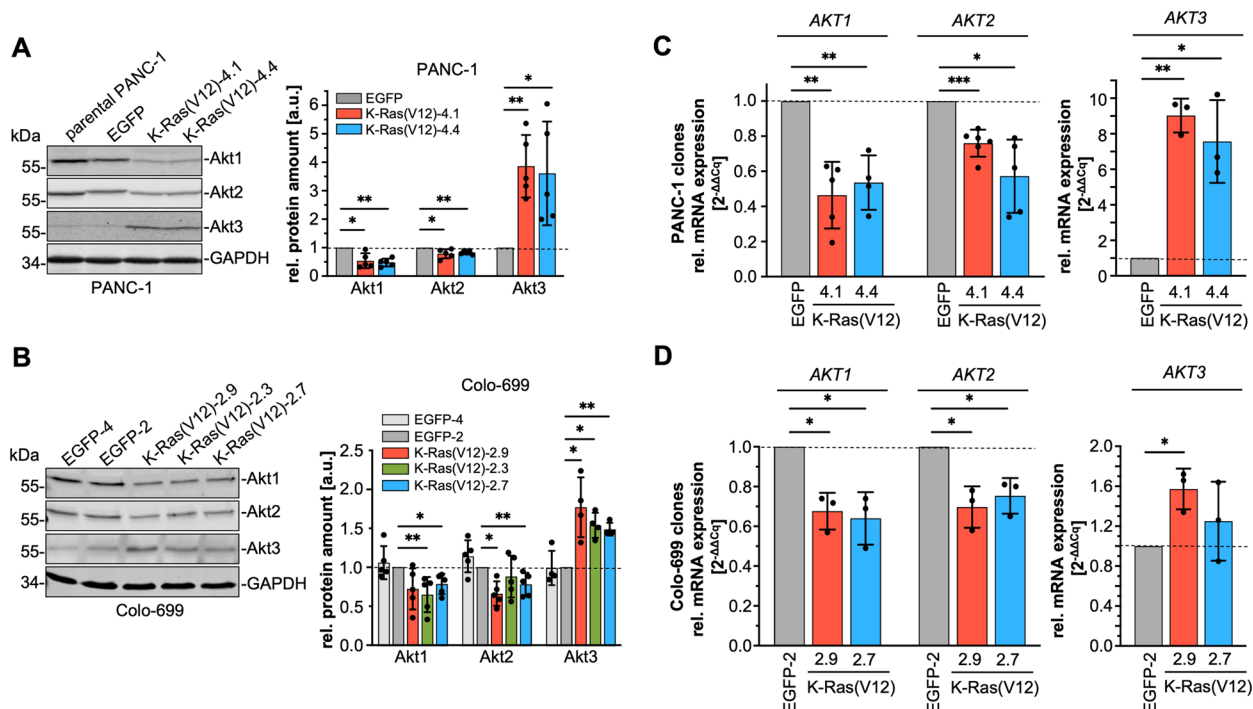 A
parental PANC-1
EGFP
K-Ras(V12)-4.1
K-Ras(V12)-4.4
kDa
55-
-Akt1
55-
-Akt2
55-
-Akt3
34-
-GAPDH
PANC-1
PANC-1
rel. protein amount [a.u.]
6
5
4
3
2
1
0
EGFP
K-Ras(V12)-4.1
K-Ras(V12)-4.4
** *
** *
** *
Akt1 Akt2 Akt3
B
EGFP-4
EGFP-2
K-Ras(V12)-2.9
K-Ras(V12)-2.3
K-Ras(V12)-2.7
kDa
55-
-Akt1
55-
-Akt2
55-
-Akt3
34-
-GAPDH
Colo-699
Colo-699
rel. protein amount [a.u.]
2.5
2.0
1.5
1.0
0.5
0.0
EGFP-4
EGFP-2
K-Ras(V12)-2.9
K-Ras(V12)-2.3
K-Ras(V12)-2.7
* **
** *
** * *
Akt1 Akt2 Akt3
C
AKT1 AKT2 AKT3
PANC-1 clones
rel. mRNA expression
[2-ΔΔCq]
1.0
0.8
0.6
0.4
0.2
0.0
** **
* ***
EGFP 4.1 4.4 EGFP 4.1 4.4
K-Ras(V12) K-Ras(V12)
rel. mRNA expression
[2-ΔΔCq]
10
8
6
4
2
0
* **
EGFP 4.1 4.4
K-Ras(V12)
D
AKT1 AKT2 AKT3
Colo-699 clones
rel. mRNA expression
[2-ΔΔCq]
1.0
0.8
0.6
0.4
0.2
0.0
* *
* *
EGFP-2 2.9 2.7 EGFP-2 2.9 2.7
K-Ras(V12) K-Ras(V12)
rel. mRNA expression
[2-ΔΔCq]
2.0
1.6
1.2
0.8
0.4
0.0
*
EGFP-2 2.9 2.7
K-Ras(V12)